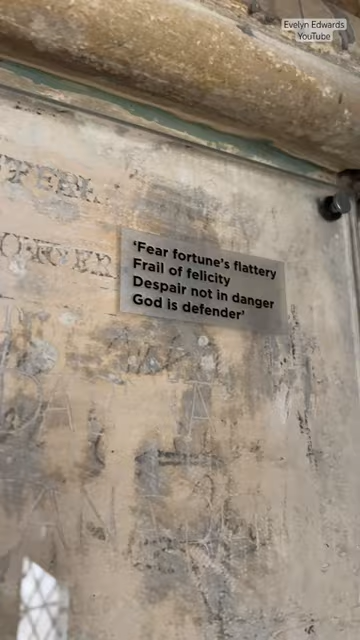 Evelyn Edwards
YouTube
'Fear fortune's flattery
Frail of felicity
Despair not in danger
God is defender'